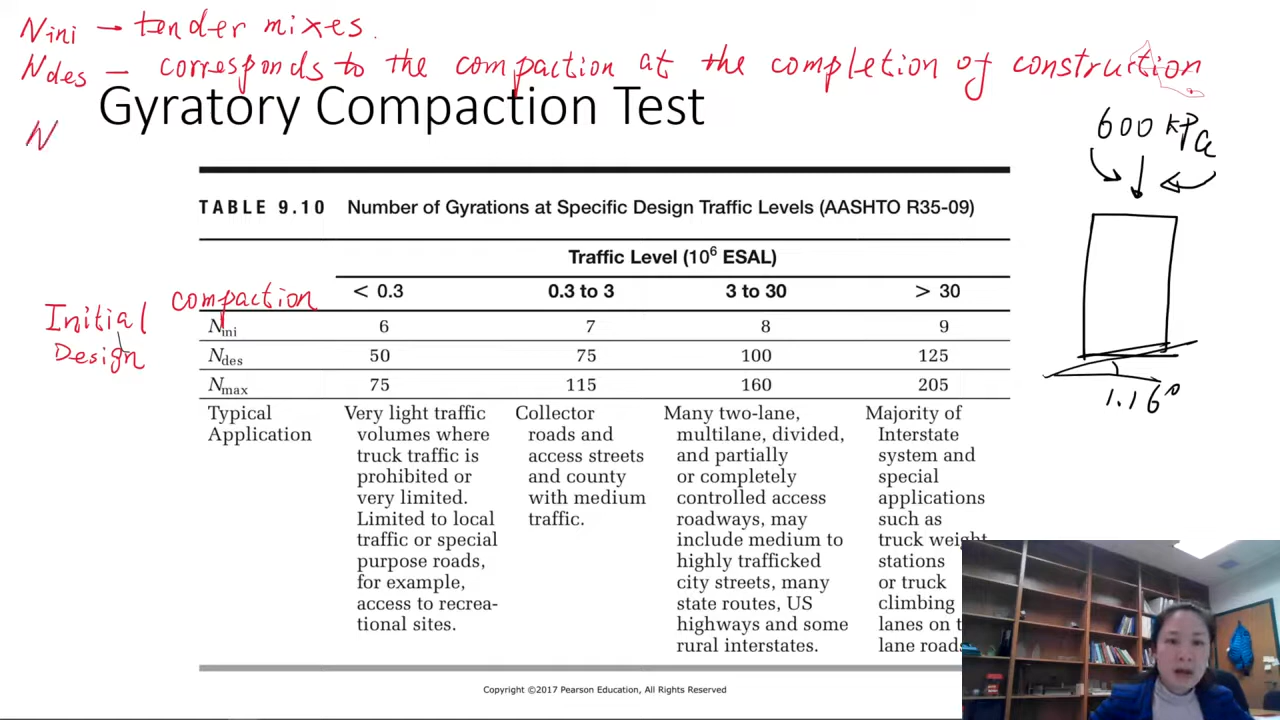 Nini — tender mixes.
Ndes — corresponds to the compaction at the completion of construction
Gyratory Compaction Test
N
600 kPa
TABLE 9.10 Number of Gyrations at Specific Design Traffic Levels (AASHTO R35-09)
Traffic Level (10⁶ ESAL)
< 0.3 0.3 to 3 3 to 30 > 30
Initial compaction
Design
Nini 6 7 8 9
Ndes 50 75 100 125
Nmax 75 115 160 205
1.16°
Typical Application
Very light traffic
volumes where
truck traffic is
prohibited or
very limited.
Limited to local
traffic or special
purpose roads,
for example,
access to recrea-
tional sites.
Collector
roads and
access streets
and county
with medium
traffic.
Many two-lane,
multilane, divided,
and partially
or completely
controlled access
roadways, may
include medium to
highly trafficked
city streets, many
state routes, US
highways and some
rural interstates.
Majority of
Interstate
system and
special
applications
such as
truck weight
stations
or truck
climbing
lanes on
lane roads
Copyright ©2017 Pearson Education, All Rights Reserved